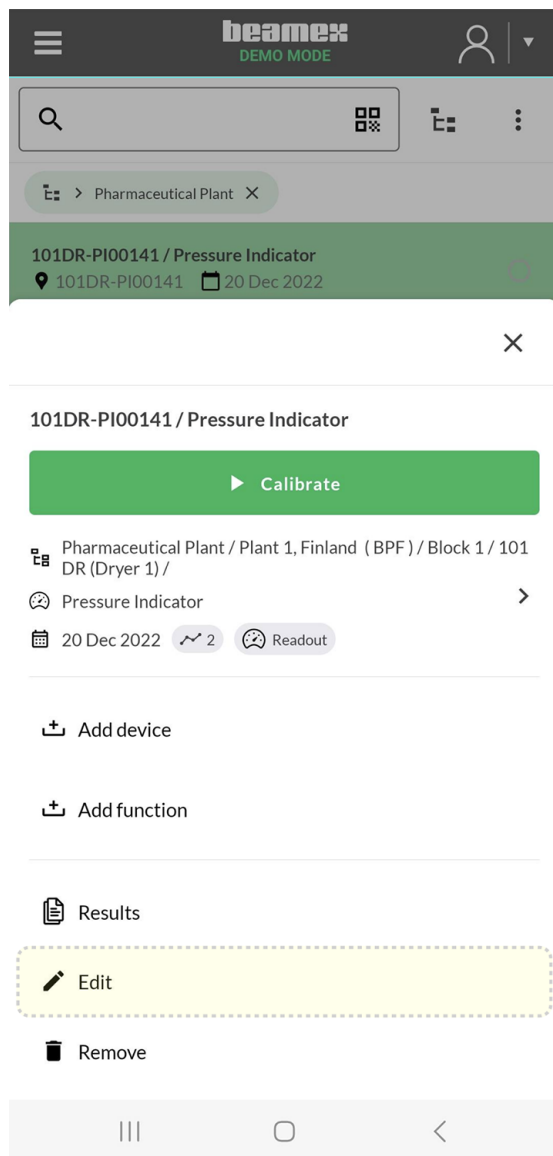 beamex
DEMO MODE
Pharmaceutical Plant
101DR-PI00141 / Pressure Indicator
101DR-PI00141 20 Dec 2022
101DR-PI00141 / Pressure Indicator
Calibrate
Pharmaceutical Plant / Plant 1, Finland ( BPF ) / Block 1 / 101
DR (Dryer 1) /
Pressure Indicator
20 Dec 2022 2 Readout
Add device
Add function
Results
Edit
Remove